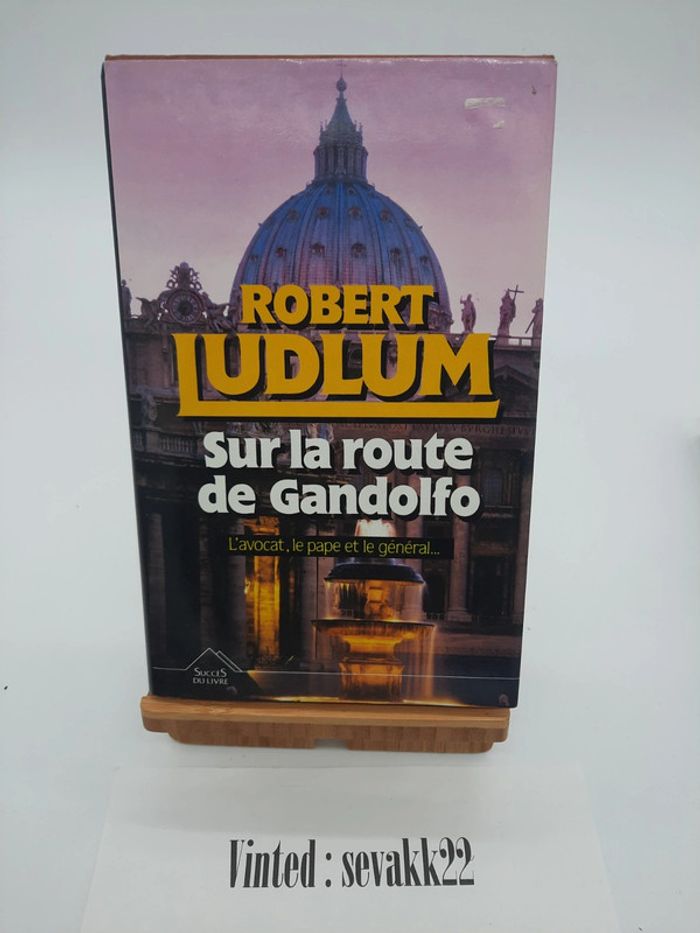 ROBERT
LUDLUM
Sur la route
de Gandolfo
L'avocat, le pape et le général...
SUCCÈS
DU LIVRE
Vinted : sevakk22